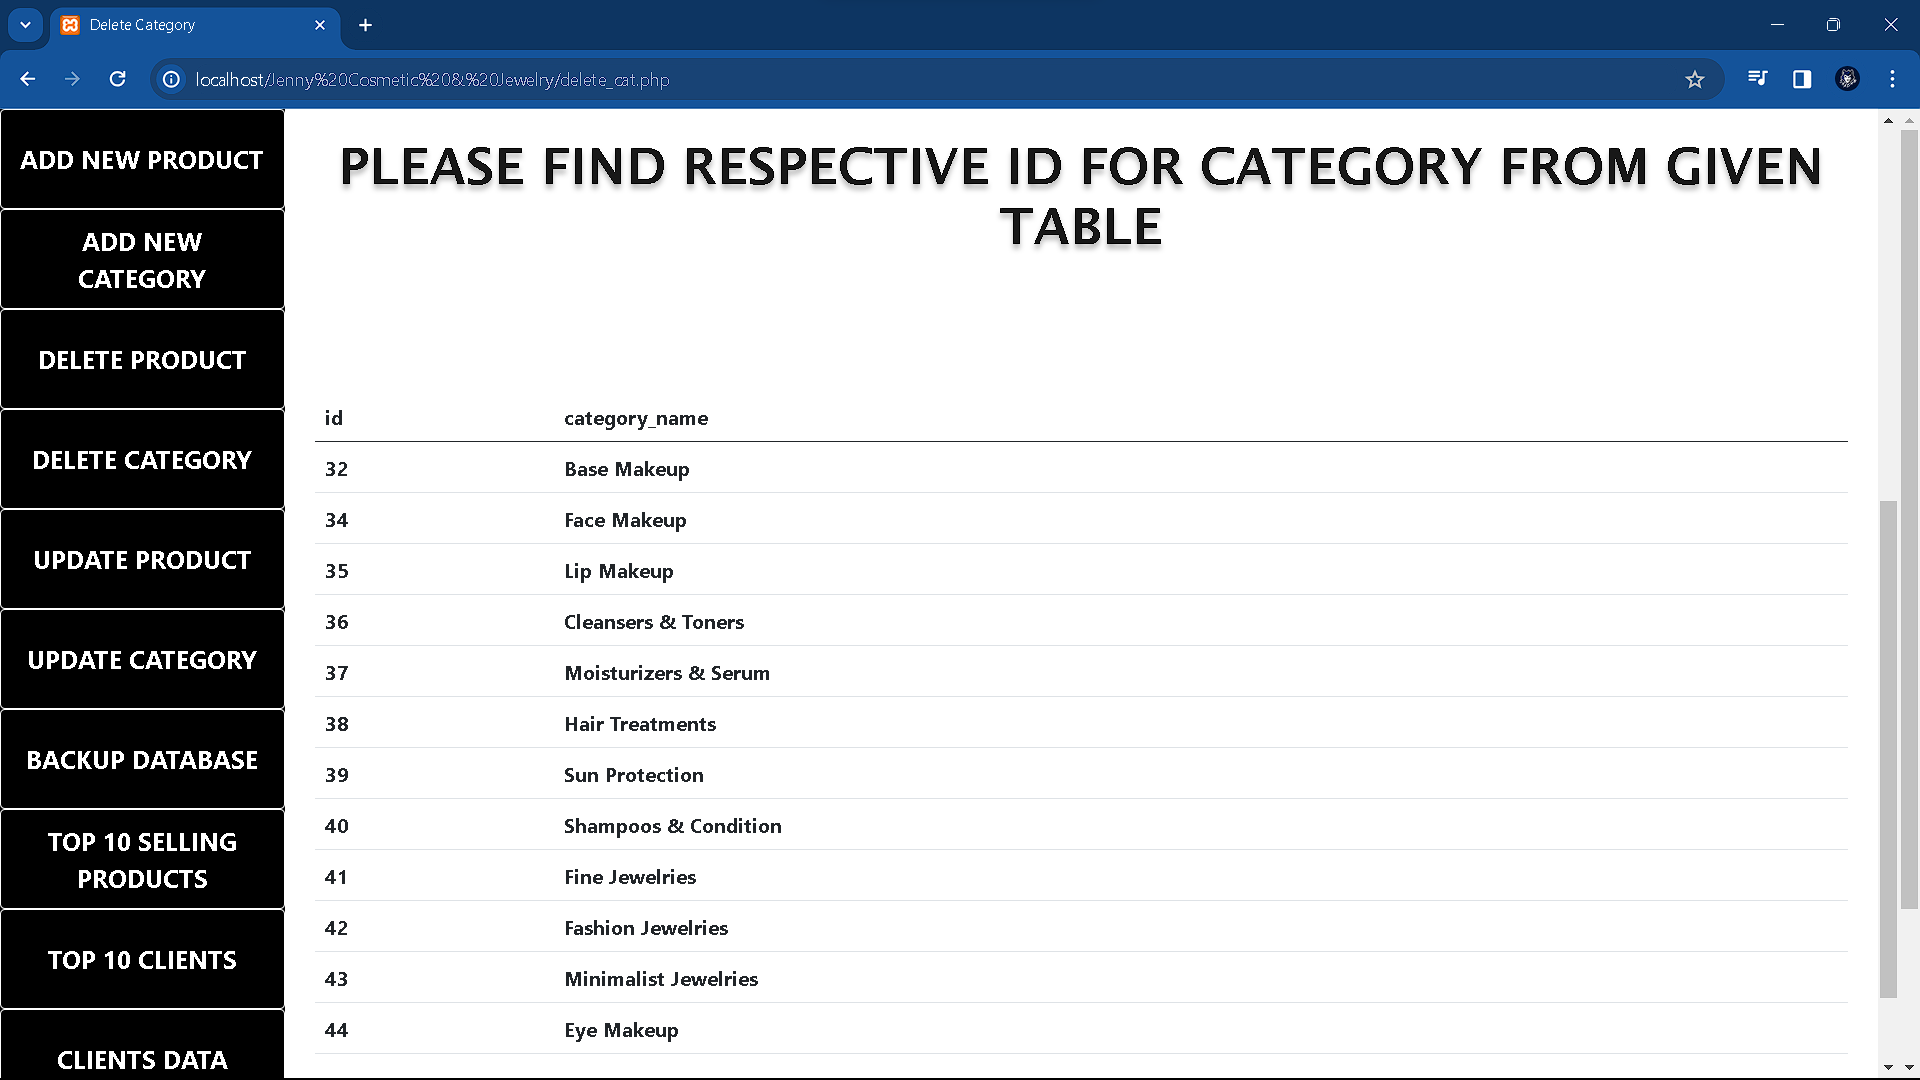 Delete Category
localhost/Jenny%20Cosmetic%20&%20Jewelry/delete_cat.php
ADD NEW PRODUCT
ADD NEW
CATEGORY
DELETE PRODUCT
DELETE CATEGORY
UPDATE PRODUCT
UPDATE CATEGORY
BACKUP DATABASE
TOP 10 SELLING
PRODUCTS
TOP 10 CLIENTS
CLIENTS DATA
PLEASE FIND RESPECTIVE ID FOR CATEGORY FROM GIVEN
TABLE
id category_name
32 Base Makeup
34 Face Makeup
35 Lip Makeup
36 Cleansers & Toners
37 Moisturizers & Serum
38 Hair Treatments
39 Sun Protection
40 Shampoos & Condition
41 Fine Jewelries
42 Fashion Jewelries
43 Minimalist Jewelries
44 Eye Makeup